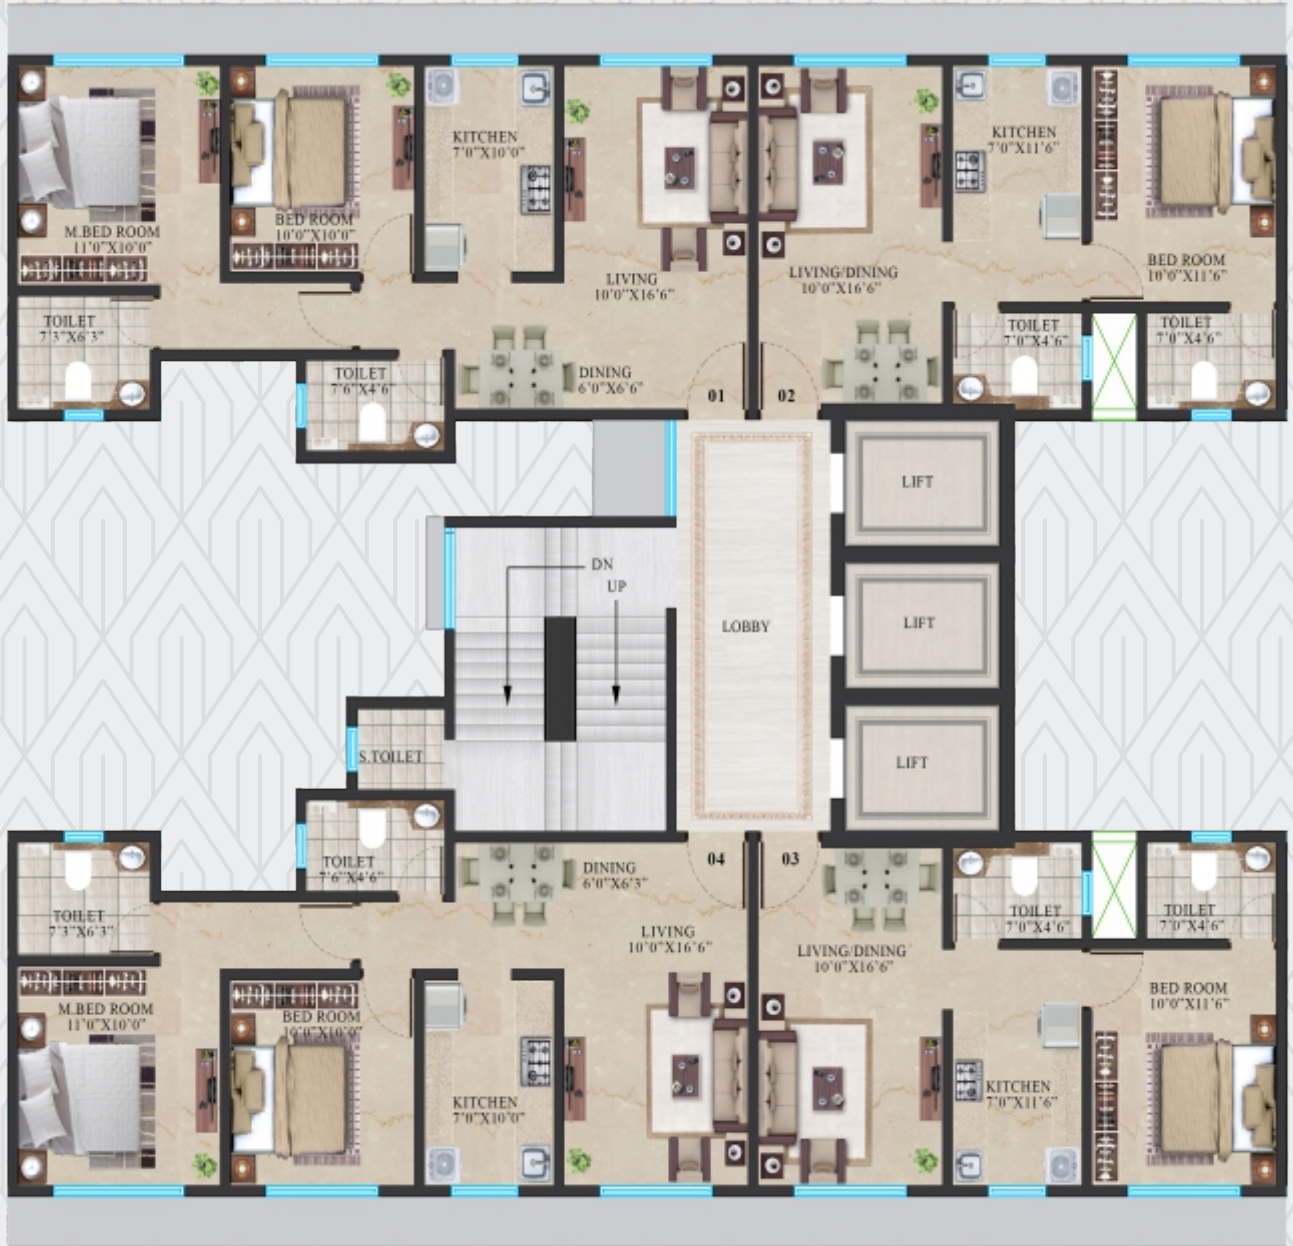 M.BED ROOM
11'0"X10'0"
BED ROOM
10'0"X10'0"
KITCHEN
7'0"X10'0"
LIVING
10'0"X16'6"
LIVING/DINING
10'0"X16'6"
KITCHEN
7'0"X11'6"
BED ROOM
10'0"X11'6"
TOILET
7'3"X6'3"
TOILET
7'6"X4'6"
DINING
6'0"X6'6"
01
02
TOILET
7'0"X4'6"
TOILET
7'0"X4'6"
LIFT
DN
UP
LOBBY
LIFT
S.TOILET
LIFT
TOILET
7'6"X4'6"
DINING
6'0"X6'3"
04
03
TOILET
7'3"X6'3"
LIVING
10'0"X16'6"
LIVING/DINING
10'0"X16'6"
TOILET
7'0"X4'6"
TOILET
7'0"X4'6"
M.BED ROOM
11'0"X10'0"
BED ROOM
10'0"X10'0"
KITCHEN
7'0"X10'0"
KITCHEN
7'0"X11'6"
BED ROOM
10'0"X11'6"